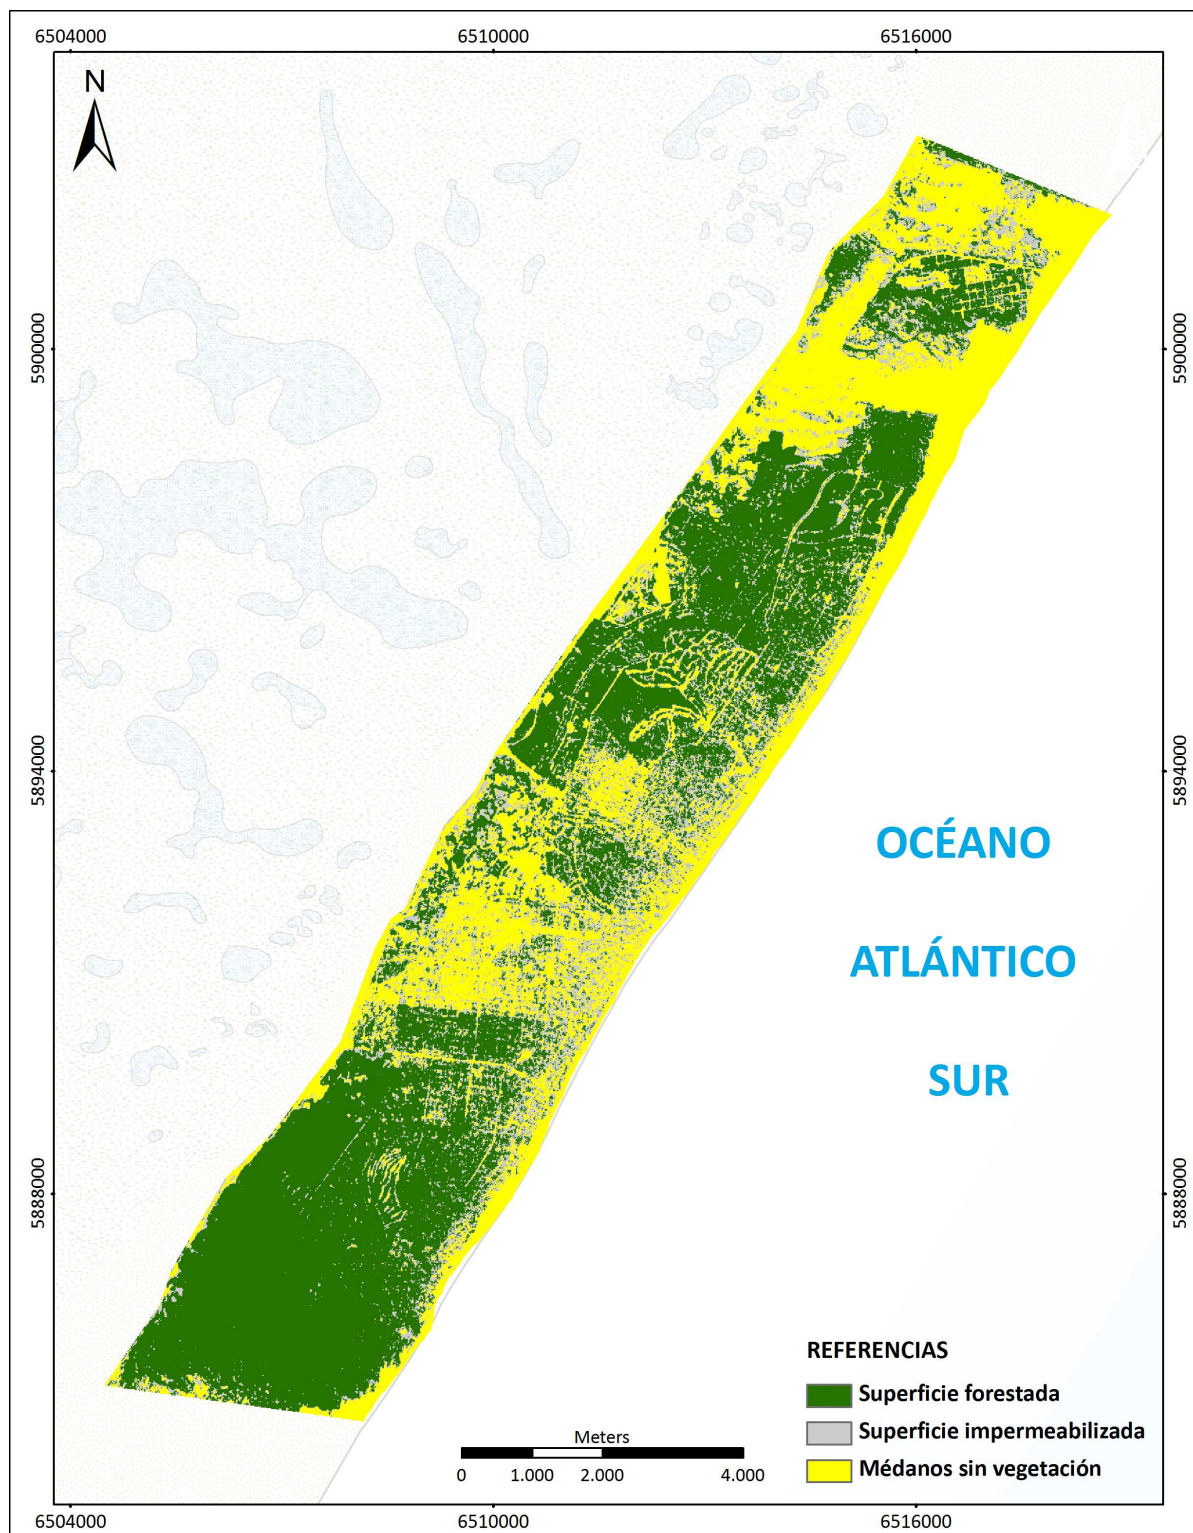 6504000 6510000 6516000
N
5900000 5900000
5894000 5894000
OCÉANO
ATLÁNTICO
SUR
5888000 5888000
REFERENCIAS
Superficie forestada
Superficie impermeabilizada
Médanos sin vegetación
Meters
0 1.000 2.000 4.000
6504000 6510000 6516000